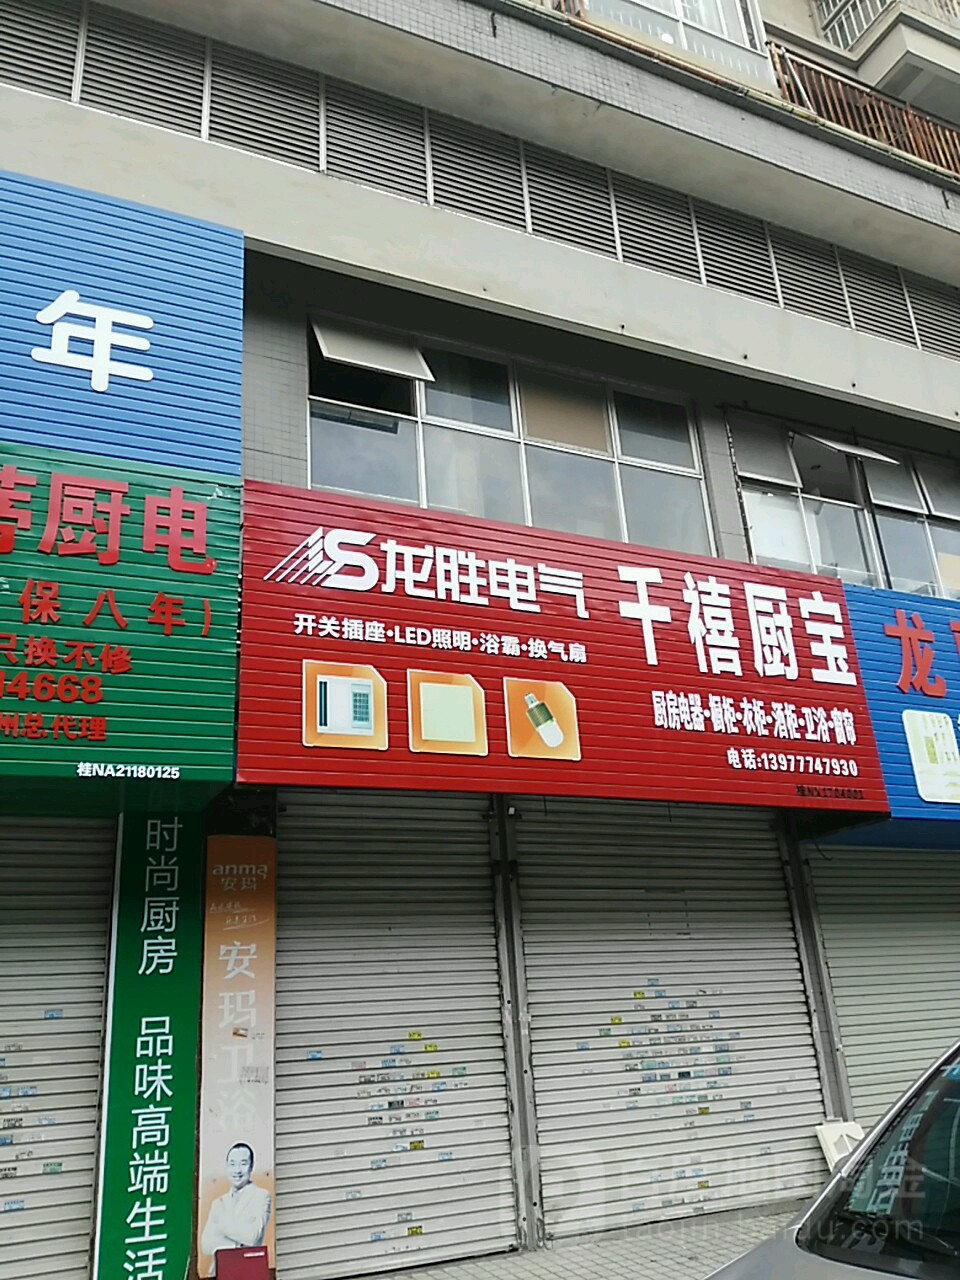 年
厨电
保八年)
只换不修
4668
州总代理
桂NA21180125
龙胜电气
开关插座·LED照明·浴霸·换气扇
千禧厨宝
厨房电器·橱柜·衣柜·酒柜·卫浴·窗帘
电话:13977747930
龙
时尚厨房 品味高端生活
anma
安玛
安玛卫浴